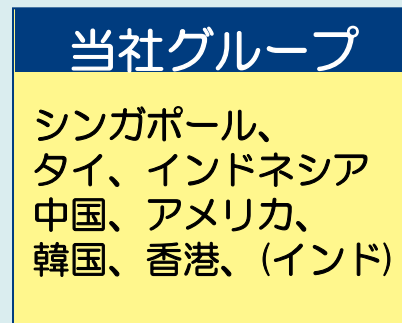 当社グループ
シンガポール、
タイ、インドネシア
中国、アメリカ、
韓国、香港、(インド)